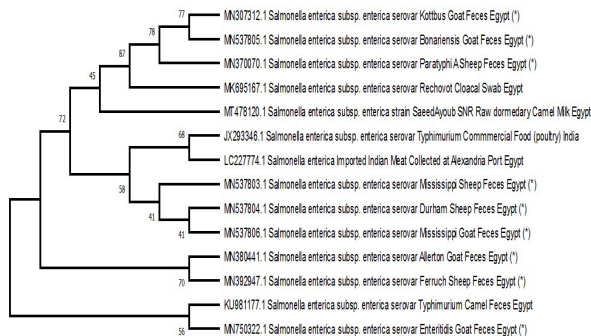 77
MN307312.1 Salmonella enterica subsp. enterica serovar Kottbus Goat Feces Egypt (*)
78
MN537805.1 Salmonella enterica subsp. enterica serovar Bonariensis Goat Feces Egypt (*)
87
MN370070.1 Salmonella enterica subsp. enterica serovar Paratyphi A Sheep Feces Egypt (*)
45
MK695167.1 Salmonella enterica subsp. enterica serovar Rechovot Cloacal Swab Egypt
MT478120.1 Salmonella enterica subsp. enterica strain SaeedAyoub SNR Raw dormedary Camel Milk Egypt
72
68
JX293346.1 Salmonella enterica subsp. enterica serovar Typhimurium Commmercial Food (poultry) India
LC227774.1 Salmonella enterica Imported Indian Meat Collected at Alexandria Port Egypt
58
MN537803.1 Salmonella enterica subsp. enterica serovar Mississippi Sheep Feces Egypt (*)
41
MN537804.1 Salmonella enterica subsp. enterica serovar Durham Sheep Feces Egypt (*)
41
MN537806.1 Salmonella enterica subsp. enterica serovar Mississippi Goat Feces Egypt (*)
MN380441.1 Salmonella enterica subsp. enterica serovar Allerton Goat Feces Egypt (*)
70
MN392947.1 Salmonella enterica subsp. enterica serovar Ferruch Sheep Feces Egypt (*)
KU981177.1 Salmonella enterica subsp. enterica serovar Typhimurium Camel Feces Egypt
56
MN750322.1 Salmonella enterica subsp. enterica serovar Enteritidis Goat Feces Egypt (*)